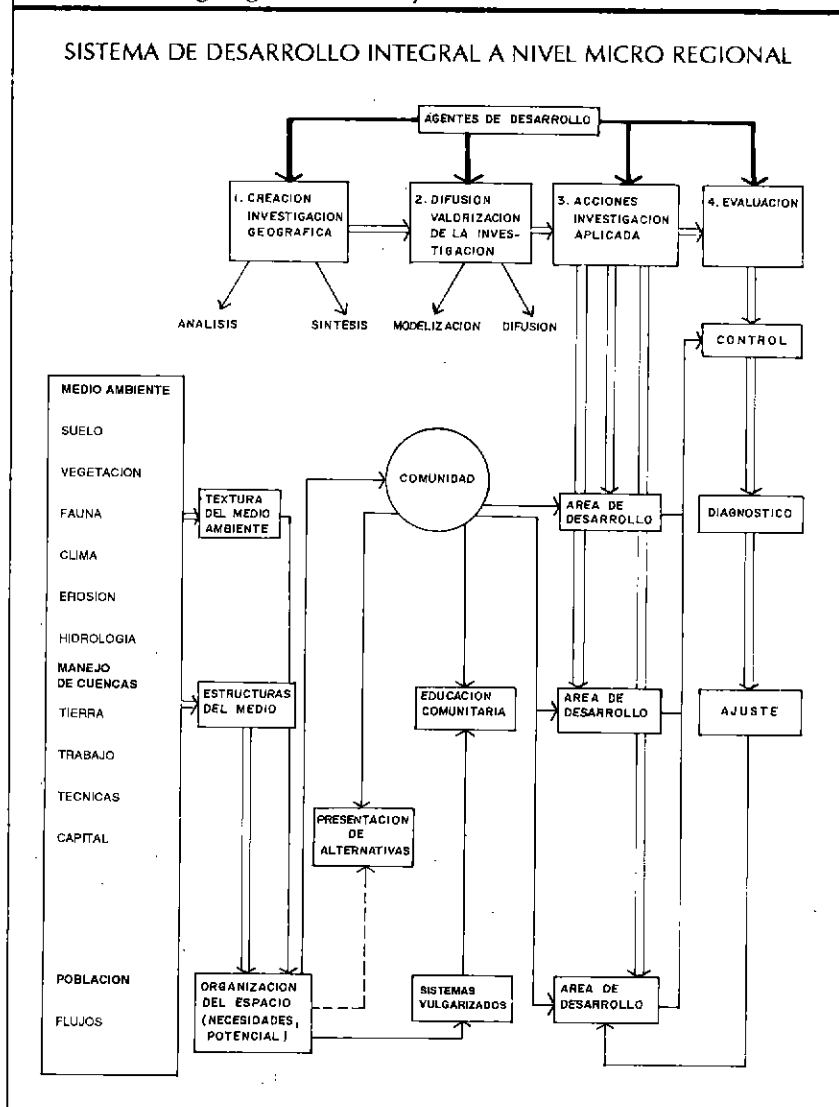 SISTEMA DE DESARROLLO INTEGRAL A NIVEL MICRO REGIONAL
AGENTES DE DESARROLLO
1. CREACION
INVESTIGACION
GEOGRAFICA
2. DIFUSION
VALORIZACION
DE LA INVES-
TIGACION
3. ACCIONES
INVESTIGACION
APLICADA
4. EVALUACION
ANALISIS
SINTESIS
MODELIZACION
DIFUSION
CONTROL
MEDIO AMBIENTE
SUELO
VEGETACION
FAUNA
CLIMA
EROSION
HIDROLOGIA
MANEJO
DE CUENCAS
TIERRA
TRABAJO
TECNICAS
CAPITAL
POBLACION
FLUJOS
TEXTURA
DEL MEDIO
AMBIENTE
COMUNIDAD
AREA DE
DESARROLLO
DIAGNOSTICO
ESTRUCTURAS
DEL MEDIO
EDUCACION
COMUNITARIA
AREA DE
DESARROLLO
AJUSTE
PRESENTACION
DE
ALTERNATIVAS
ORGANIZACION
DEL ESPACIO
(NECESIDADES,
POTENCIAL)
SISTEMAS
VULGARIZADOS
AREA DE
DESARROLLO